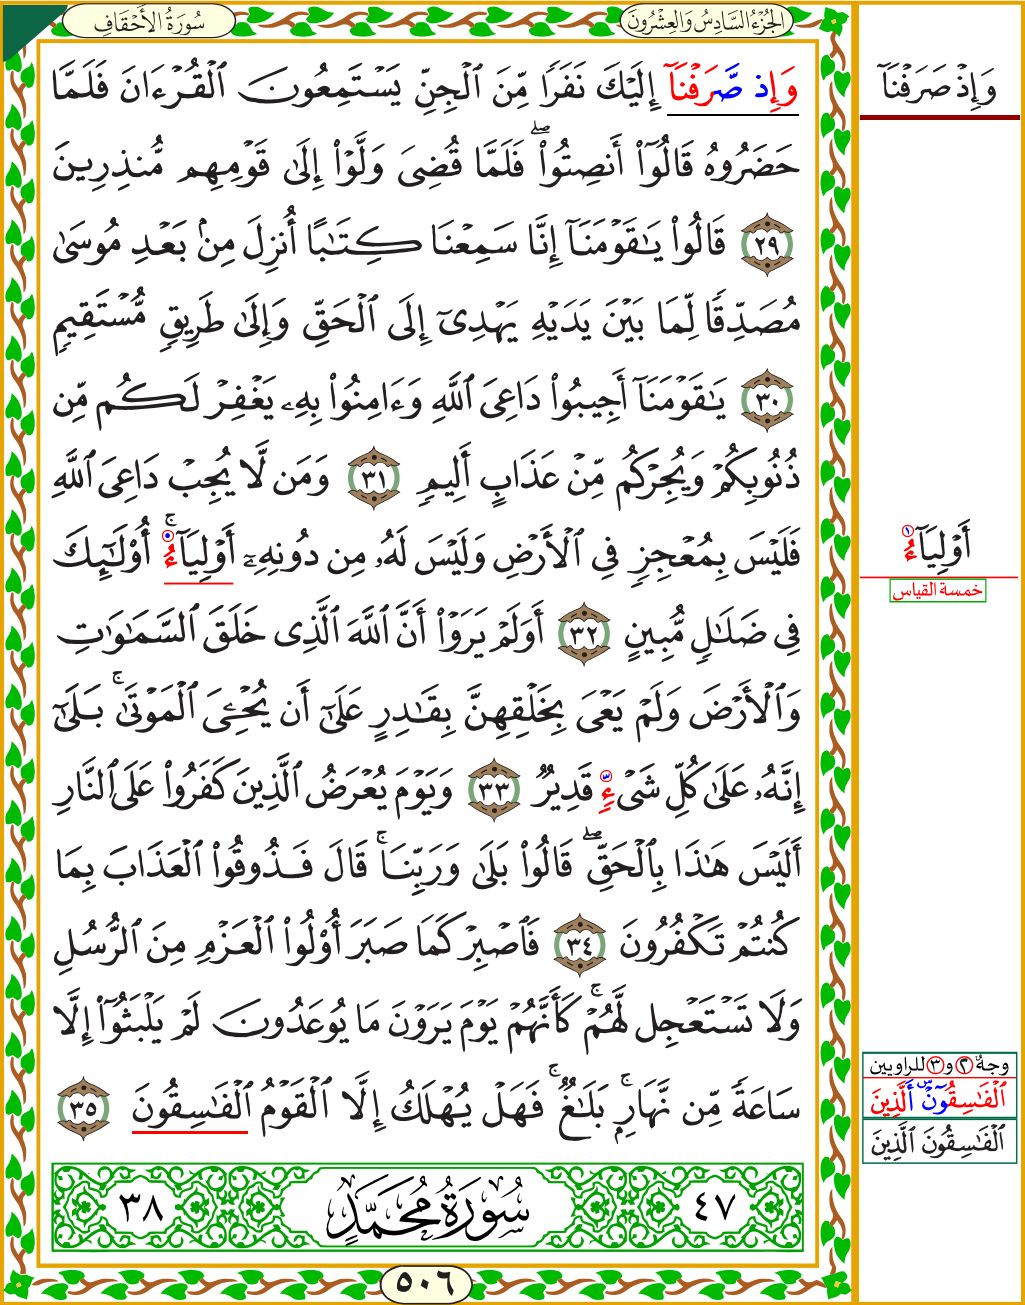 سُورَةُ الأَحْقَافِ
الجُزْءُ السَّادِسُ وَالعِشْرُونَ
وَإِذ صَّرَفْنَآ إِلَيْكَ نَفَرًا مِّنَ ٱلْجِنِّ يَسْتَمِعُونَ ٱلْقُرْءَانَ فَلَمَّا
حَضَرُوهُ قَالُوٓاْ أَنصِتُواْۖ فَلَمَّا قُضِىَ وَلَّوْاْ إِلَىٰ قَوْمِهِم مُّنذِرِينَ
٢٩ قَالُواْ يَـٰقَوْمَنَآ إِنَّا سَمِعْنَا كِتَـٰبًا أُنزِلَ مِنۢ بَعْدِ مُوسَىٰ
مُصَدِّقًا لِّمَا بَيْنَ يَدَيْهِ يَهْدِىٓ إِلَى ٱلْحَقِّ وَإِلَىٰ طَرِيقٍ مُّسْتَقِيمٍ
٣٠ يَـٰقَوْمَنَآ أَجِيبُواْ دَاعِىَ ٱللَّهِ وَءَامِنُواْ بِهِۦ يَغْفِرْ لَكُم مِّن
ذُنُوبِكُمْ وَيُجِرْكُم مِّنْ عَذَابٍ أَلِيمٍ ٣١ وَمَن لَّا يُجِبْ دَاعِىَ ٱللَّهِ
فَلَيْسَ بِمُعْجِزٍ فِى ٱلْأَرْضِ وَلَيْسَ لَهُۥ مِن دُونِهِۦٓ أَوْلِيَآءُۚ أُوْلَـٰٓئِكَ
فِى ضَلَـٰلٍ مُّبِينٍ ٣٢ أَوَلَمْ يَرَوْاْ أَنَّ ٱللَّهَ ٱلَّذِى خَلَقَ ٱلسَّمَـٰوَٰتِ
وَٱلْأَرْضَ وَلَمْ يَعْىَ بِخَلْقِهِنَّ بِقَـٰدِرٍ عَلَىٰٓ أَن يُحْـِۧىَ ٱلْمَوْتَىٰۚ بَلَىٰٓ
إِنَّهُۥ عَلَىٰ كُلِّ شَىْءٍ قَدِيرٌ ٣٣ وَيَوْمَ يُعْرَضُ ٱلَّذِينَ كَفَرُواْ عَلَى ٱلنَّارِ
أَلَيْسَ هَـٰذَا بِٱلْحَقِّۖ قَالُواْ بَلَىٰ وَرَبِّنَاۚ قَالَ فَذُوقُواْ ٱلْعَذَابَ بِمَا
كُنتُمْ تَكْفُرُونَ ٣٤ فَٱصْبِرْ كَمَا صَبَرَ أُوْلُواْ ٱلْعَزْمِ مِنَ ٱلرُّسُلِ
وَلَا تَسْتَعْجِل لَّهُمْۚ كَأَنَّهُمْ يَوْمَ يَرَوْنَ مَا يُوعَدُونَ لَمْ يَلْبَثُوٓاْ إِلَّا
سَاعَةً مِّن نَّهَارٍۚ بَلَـٰغٌۚ فَهَلْ يُهْلَكُ إِلَّا ٱلْقَوْمُ ٱلْفَـٰسِقُونَ ٣٥
٤٧ سُورَةُ مُحَمَّدٍ ٣٨
٥٠٦
وَإِذْ صَرَفْنَآ
أَوْلِيَآءُ ١
خمسة القياس
وجهٌ ٢ و ٣ للراويين
ٱلْفَـٰسِقُونَ ٱلَّذِينَ
ٱلْفَـٰسِقُونَ ٱلَّذِينَ